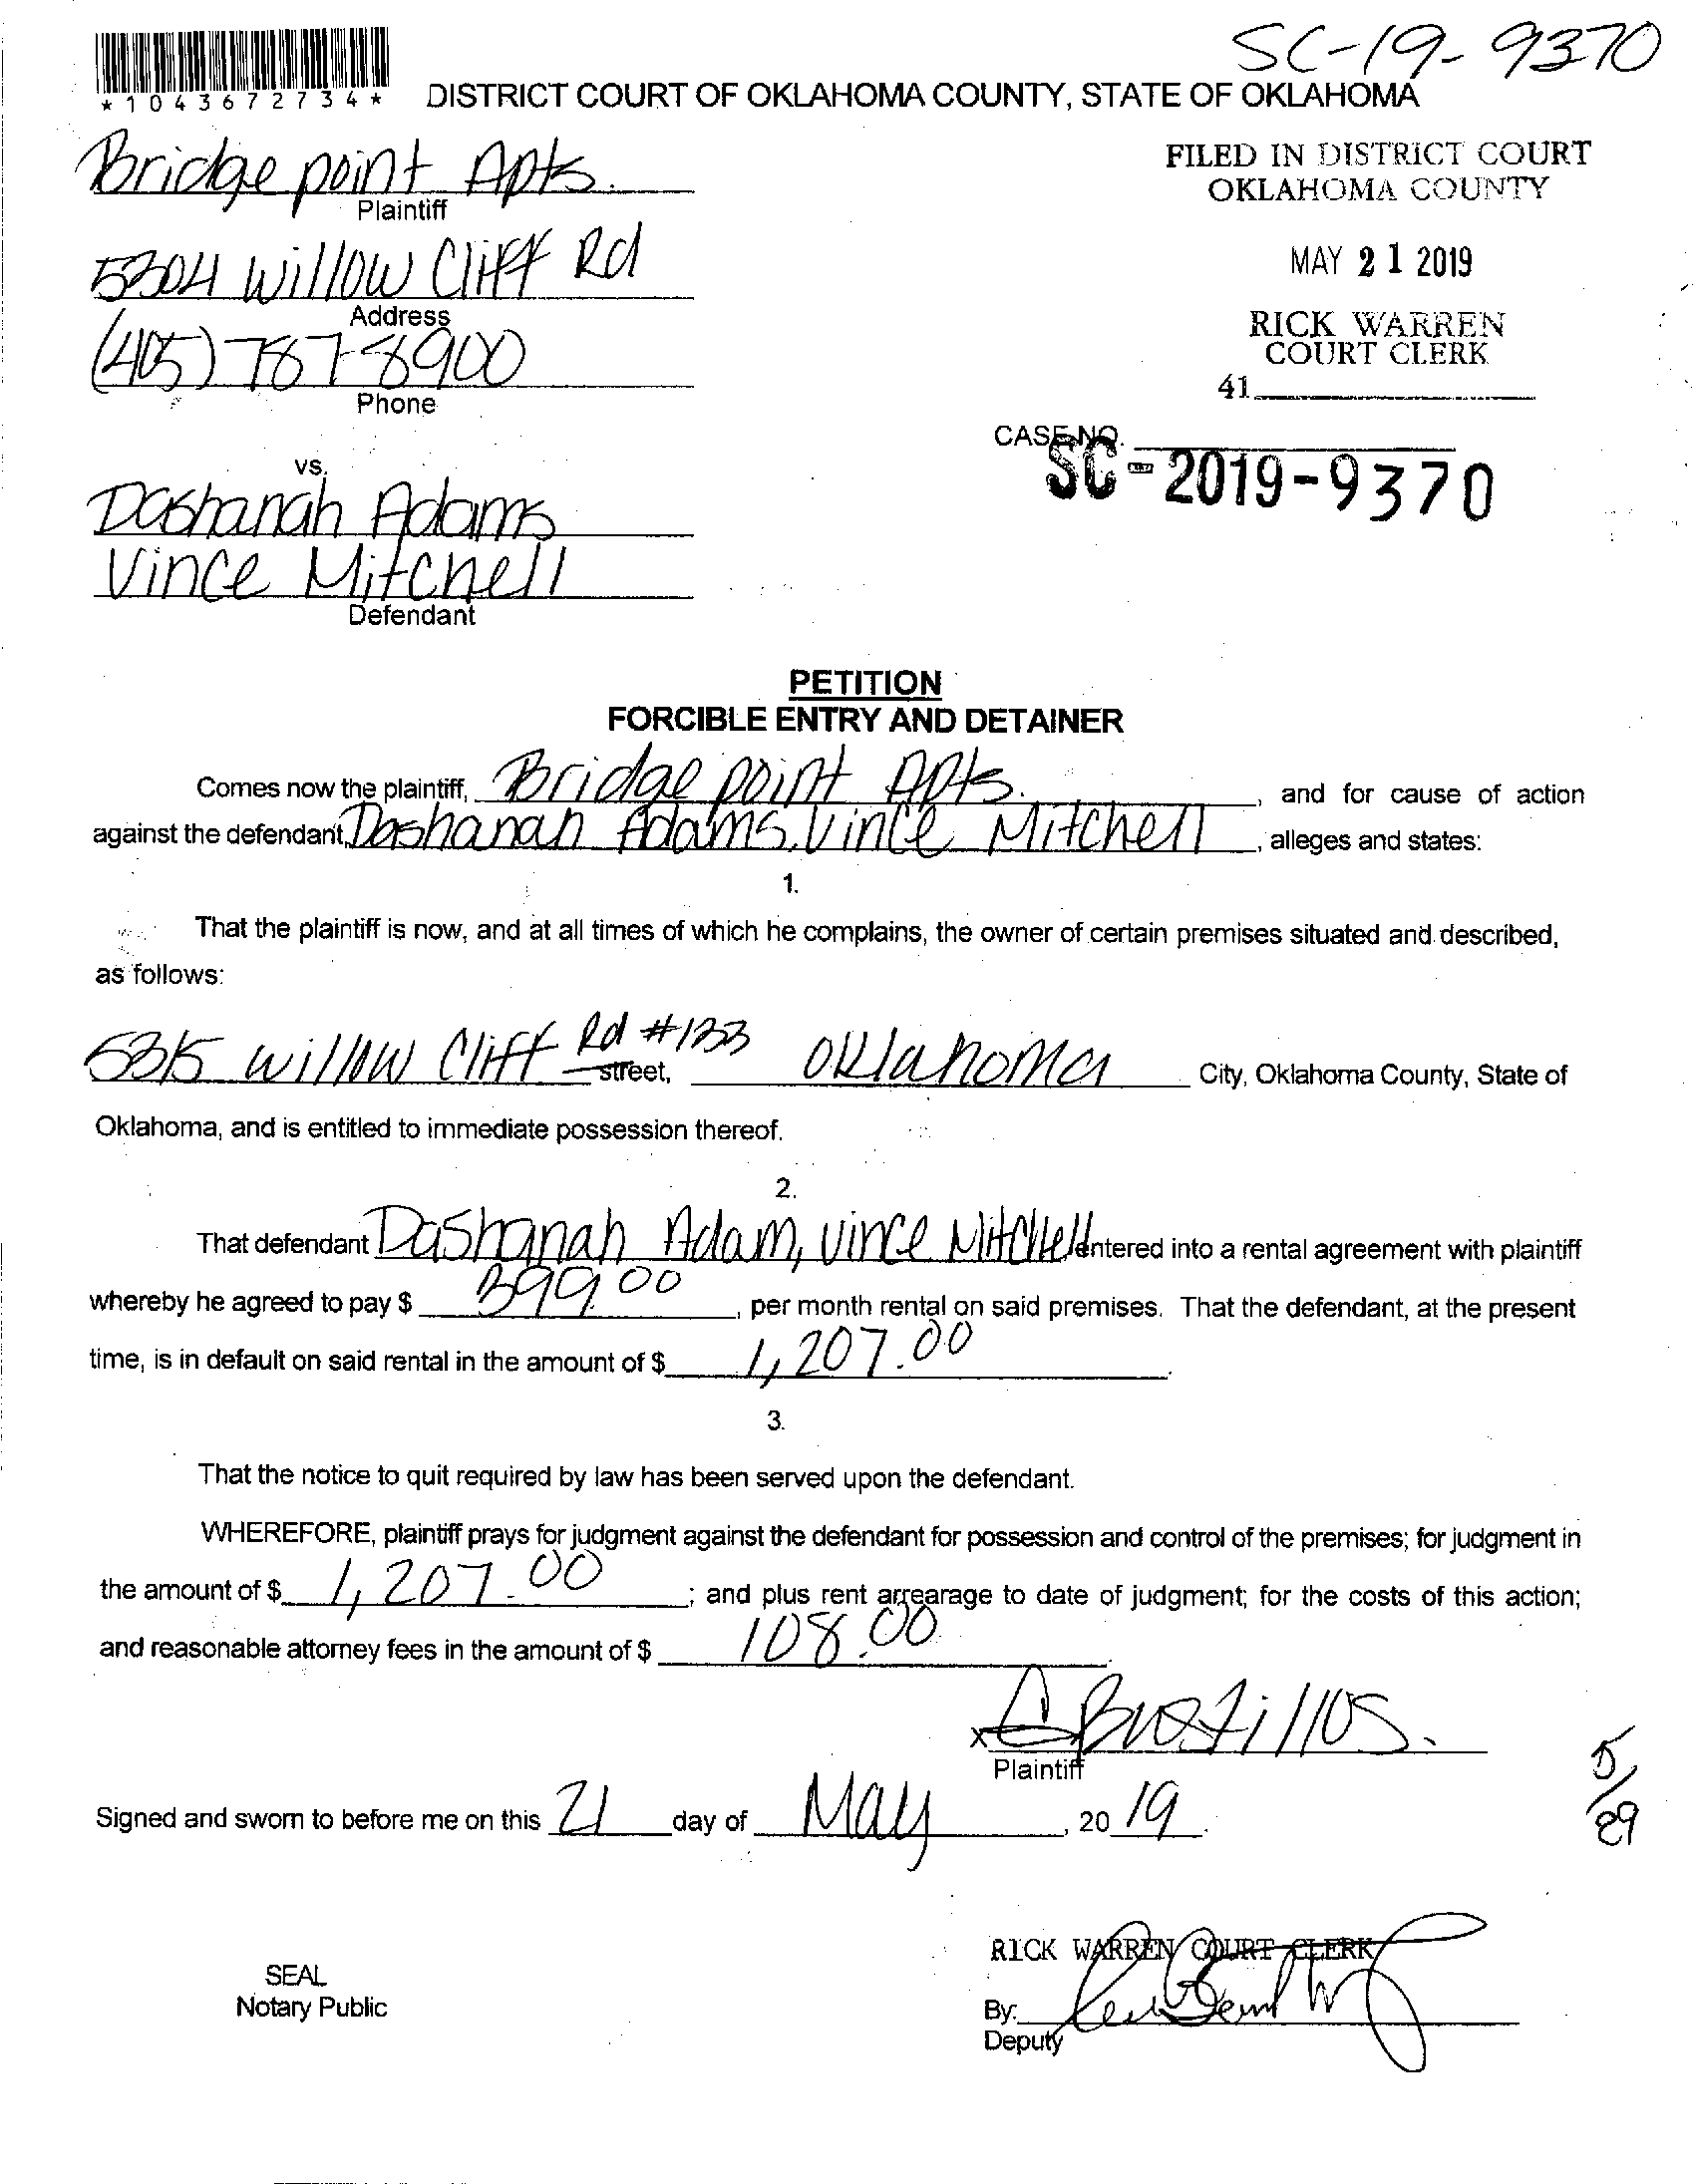 SC-19-9370
*1043672734*
DISTRICT COURT OF OKLAHOMA COUNTY, STATE OF OKLAHOMA
Bridge point Apts.
Plaintiff
FILED IN DISTRICT COURT
OKLAHOMA COUNTY
5304 Willow Cliff Rd
Address
MAY 21 2019
(405) 787-8900
Phone
RICK WARREN
COURT CLERK
41
CASE NO.
SC-2019-9370
vs.
Dashanah Adams
Vince Mitchell
Defendant
PETITION
FORCIBLE ENTRY AND DETAINER
Comes now the plaintiff, Bridge point Apts. , and for cause of action
against the defendant, Dashanah Adams, Vince Mitchell , alleges and states:
1.
That the plaintiff is now, and at all times of which he complains, the owner of certain premises situated and described,
as follows:
5315 Willow Cliff Rd #133 street, Oklahoma City, Oklahoma County, State of
Oklahoma, and is entitled to immediate possession thereof.
2.
That defendant Dashanah Adam, Vince Mitchell entered into a rental agreement with plaintiff
whereby he agreed to pay $ 399.00 , per month rental on said premises. That the defendant, at the present
time, is in default on said rental in the amount of $ 1,207.00 .
3.
That the notice to quit required by law has been served upon the defendant.
WHEREFORE, plaintiff prays for judgment against the defendant for possession and control of the premises; for judgment in
the amount of $ 1,207.00 ; and plus rent arrearage to date of judgment; for the costs of this action;
and reasonable attorney fees in the amount of $ 108.00
x C Bustillos.
Plaintiff
5/29
Signed and sworn to before me on this 21 day of May , 20 19 .
RICK WARREN COURT CLERK
SEAL
Notary Public
By:
Deputy